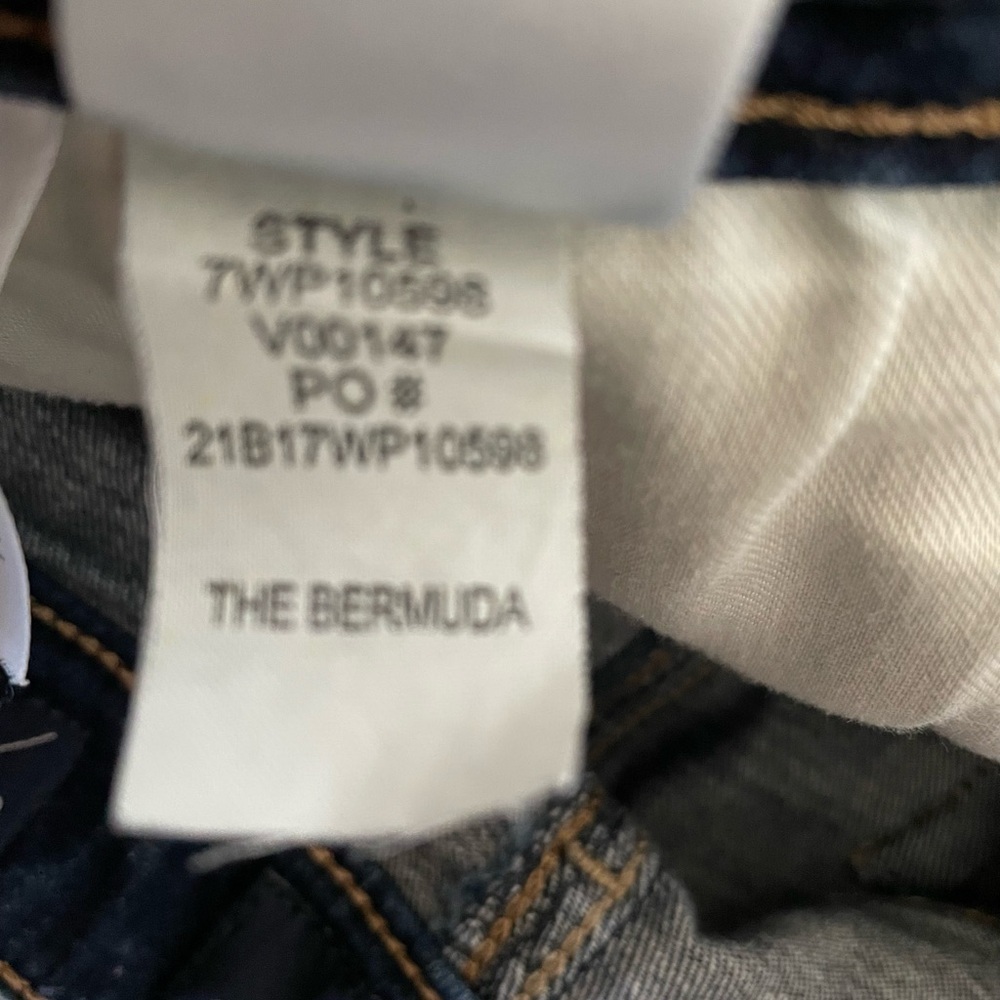 STYLE
7WP10598
V00147
PO #
21B17WP10598
THE BERMUDA